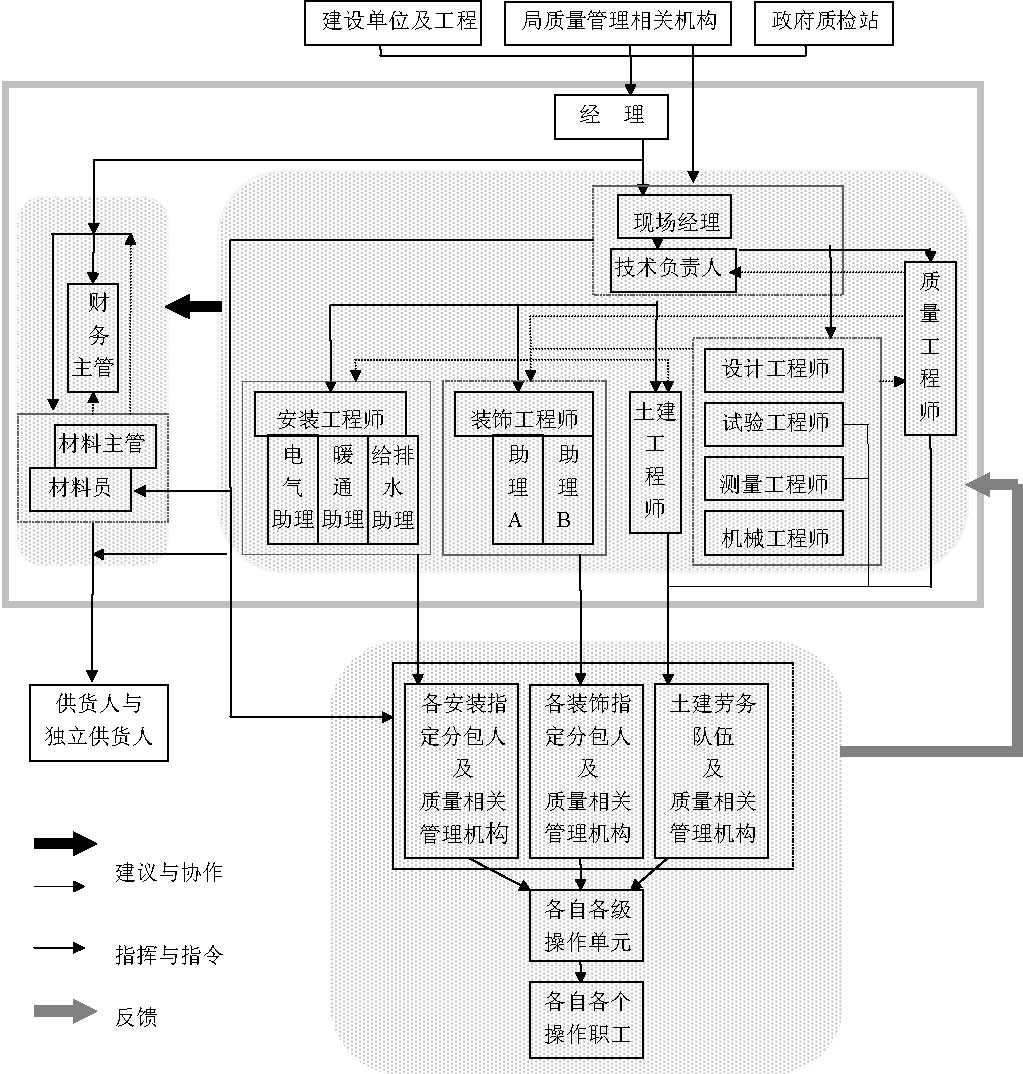 建设单位及工程
局质量管理相关机构
政府质检站
经 理
现场经理
技术负责人
质
量
工
程
师
财
务
主管
材料主管
材料员
设计工程师
试验工程师
测量工程师
机械工程师
安装工程师
电
气
助理
暖
通
助理
给排
水
助理
装饰工程师
助
理
A
助
理
B
土建
工
程
师
供货人与
独立供货人
各安装指
定分包人
及
质量相关
管理机构
各装饰指
定分包人
及
质量相关
管理机构
土建劳务
队伍
及
质量相关
管理机构
各自各级
操作单元
各自各个
操作职工
建议与协作
指挥与指令
反馈